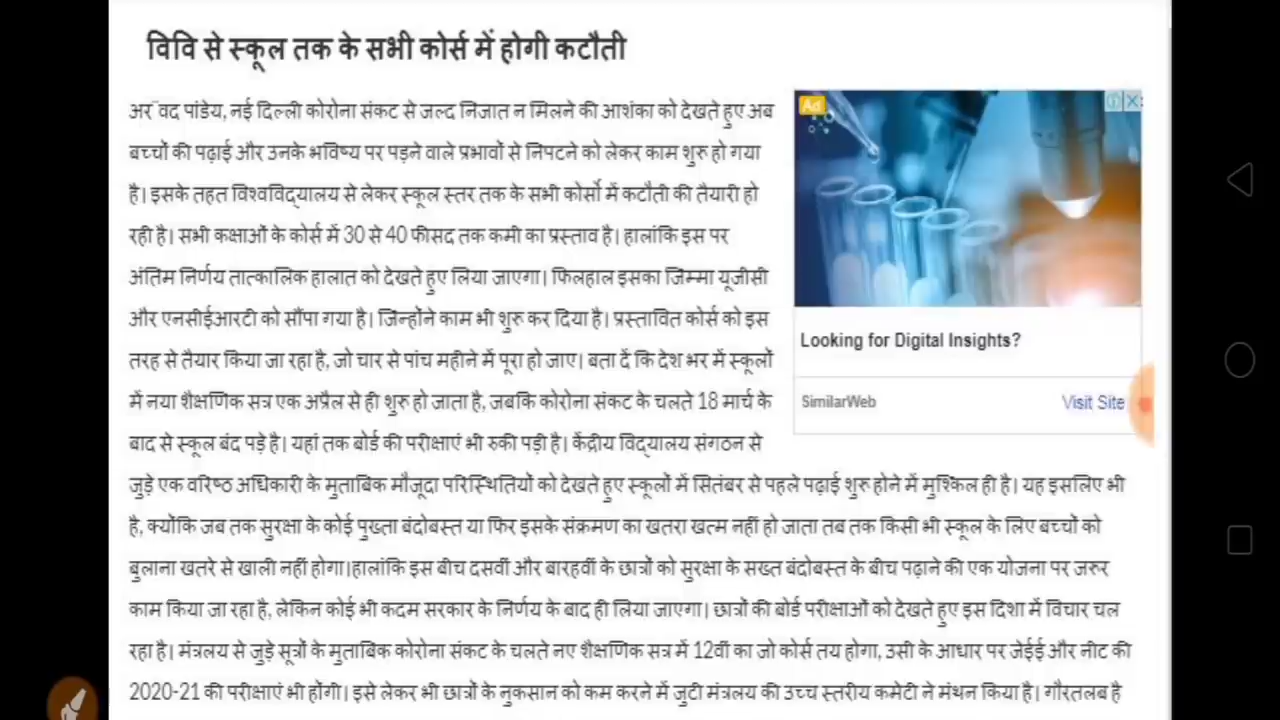 विवि से स्कूल तक के सभी कोर्स में होगी कटौती
अर¨वद पांडेय, नई दिल्ली कोरोना संकट से जल्द निजात न मिलने की आशंका को देखते हुए अब
बच्चों की पढ़ाई और उनके भविष्य पर पड़ने वाले प्रभावों से निपटने को लेकर काम शुरु हो गया
है। इसके तहत विश्वविद्यालय से लेकर स्कूल स्तर तक के सभी कोर्सो में कटौती की तैयारी हो
रही है। सभी कक्षाओं के कोर्स में 30 से 40 फीसद तक कमी का प्रस्ताव है। हालांकि इस पर
अंतिम निर्णय तात्कालिक हालात को देखते हुए लिया जाएगा। फिलहाल इसका जिम्मा यूजीसी
और एनसीईआरटी को सौंपा गया है। जिन्होंने काम भी शुरु कर दिया है। प्रस्तावित कोर्स को इस
तरह से तैयार किया जा रहा है, जो चार से पांच महीने में पूरा हो जाए। बता दें कि देश भर में स्कूलों
में नया शैक्षणिक सत्र एक अप्रैल से ही शुरु हो जाता है, जबकि कोरोना संकट के चलते 18 मार्च के
बाद से स्कूल बंद पड़े है। यहां तक बोर्ड की परीक्षाएं भी रुकी पड़ी है। केंद्रीय विद्यालय संगठन से
Ad
Looking for Digital Insights?
SimilarWeb
Visit Site
जुड़े एक वरिष्ठ अधिकारी के मुताबिक मौजूदा परिस्थितियों को देखते हुए स्कूलों में सितंबर से पहले पढ़ाई शुरु होने में मुश्किल ही है। यह इसलिए भी
है, क्योंकि जब तक सुरक्षा के कोई पुख्ता बंदोबस्त या फिर इसके संक्रमण का खतरा खत्म नहीं हो जाता तब तक किसी भी स्कूल के लिए बच्चों को
बुलाना खतरे से खाली नहीं होगा।हालांकि इस बीच दसवीं और बारहवीं के छात्रों को सुरक्षा के सख्त बंदोबस्त के बीच पढ़ाने की एक योजना पर जरुर
काम किया जा रहा है, लेकिन कोई भी कदम सरकार के निर्णय के बाद ही लिया जाएगा। छात्रों की बोर्ड परीक्षाओं को देखते हुए इस दिशा में विचार चल
रहा है। मंत्रलय से जुड़े सूत्रों के मुताबिक कोरोना संकट के चलते नए शैक्षणिक सत्र में 12वीं का जो कोर्स तय होगा, उसी के आधार पर जेईई और नीट की
2020-21 की परीक्षाएं भी होंगी। इसे लेकर भी छात्रों के नुकसान को कम करने में जुटी मंत्रलय की उच्च स्तरीय कमेटी ने मंथन किया है। गौरतलब है